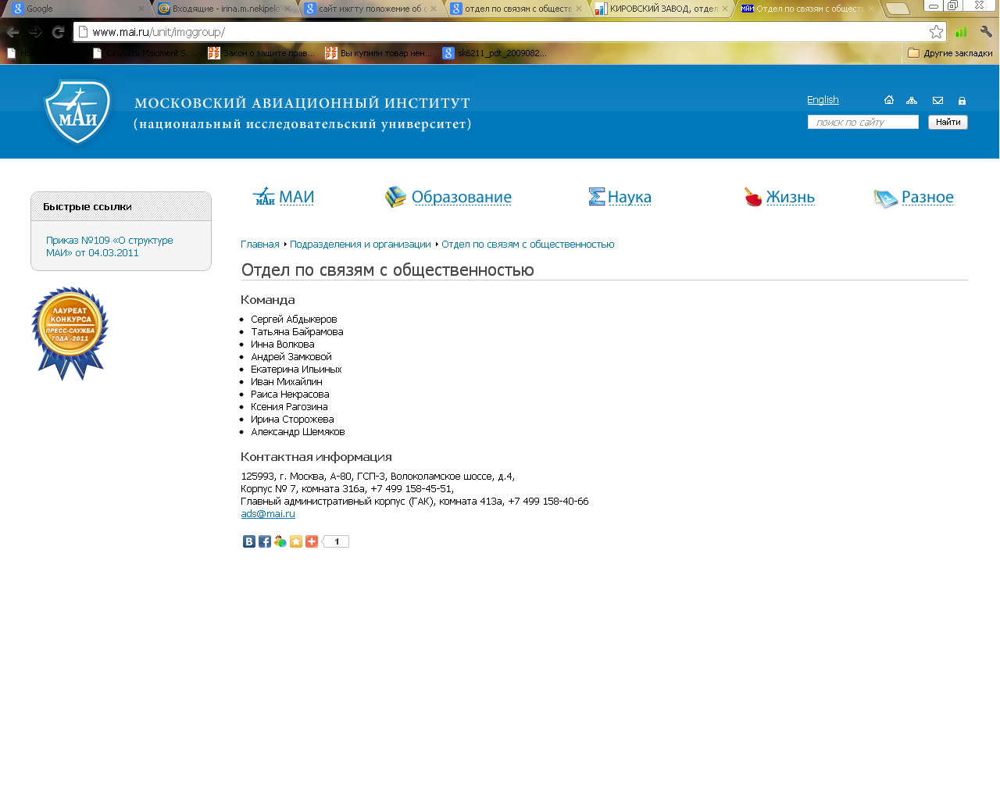 Google
Входящие - irina.m.nekipelo
сайт ижгту положение об о
отдел по связям с обществ
КИРОВСКИЙ ЗАВОД, отдел
МАИ Отдел по связям с обществ
www.mai.ru/unit/imggroup/
Скачать Maidment S.
Закон о защите прав...
Вы купили товар нен...
sk6211_pdt_2009082...
Другие закладки
МАИ
МОСКОВСКИЙ АВИАЦИОННЫЙ ИНСТИТУТ
(национальный исследовательский университет)
English
поиск по сайту
Найти
МАИ МАИ
Образование
Наука
Жизнь
Разное
Быстрые ссылки
Приказ №109 «О структуре
МАИ» от 04.03.2011
ЛАУРЕАТ
КОНКУРСА
ПРЕСС-СЛУЖБА
ГОДА -2011
Главная Подразделения и организации Отдел по связям с общественностью
Отдел по связям с общественностью
Команда
Сергей Абдыкеров
Татьяна Байрамова
Инна Волкова
Андрей Замковой
Екатерина Ильиных
Иван Михайлин
Раиса Некрасова
Ксения Рагозина
Ирина Сторожева
Александр Шемяков
Контактная информация
125993, г. Москва, А-80, ГСП-3, Волоколамское шоссе, д.4,
Корпус № 7, комната 316а, +7 499 158-45-51,
Главный административный корпус (ГАК), комната 413а, +7 499 158-40-66
ads@mai.ru
1